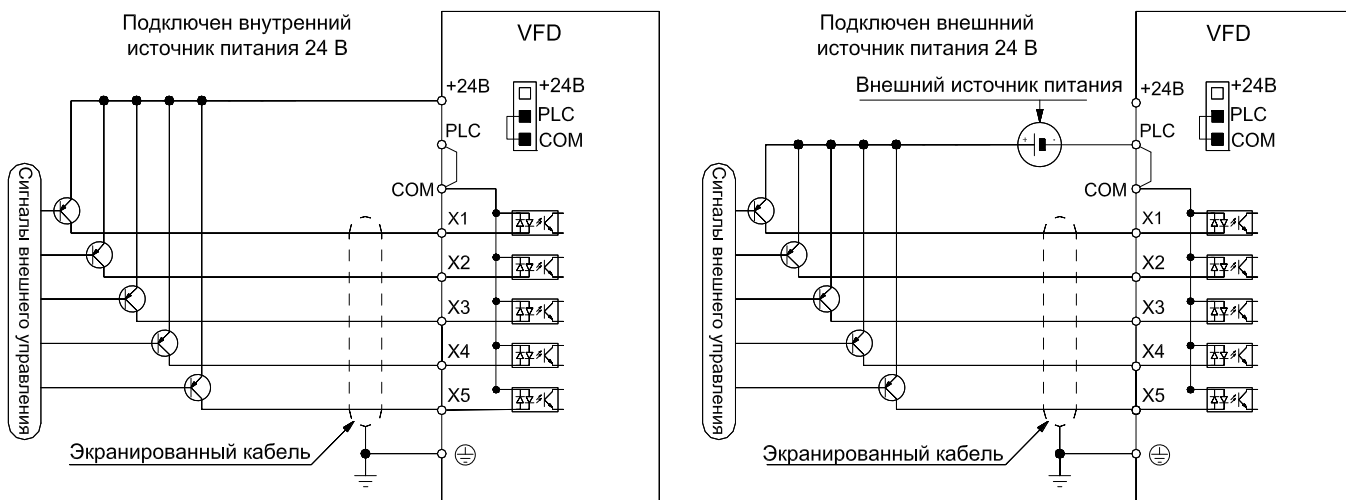 Подключен внутренний
источник питания 24 В
VFD
+24В
+24В
PLC
COM
PLC
COM
X1
X2
X3
X4
X5
Сигналы внешнего управления
Экранированный кабель
Подключен внешнний
источник питания 24 В
VFD
Внешний источник питания
+24В
+24В
PLC
COM
PLC
+ -
COM
X1
X2
X3
X4
X5
Сигналы внешнего управления
Экранированный кабель